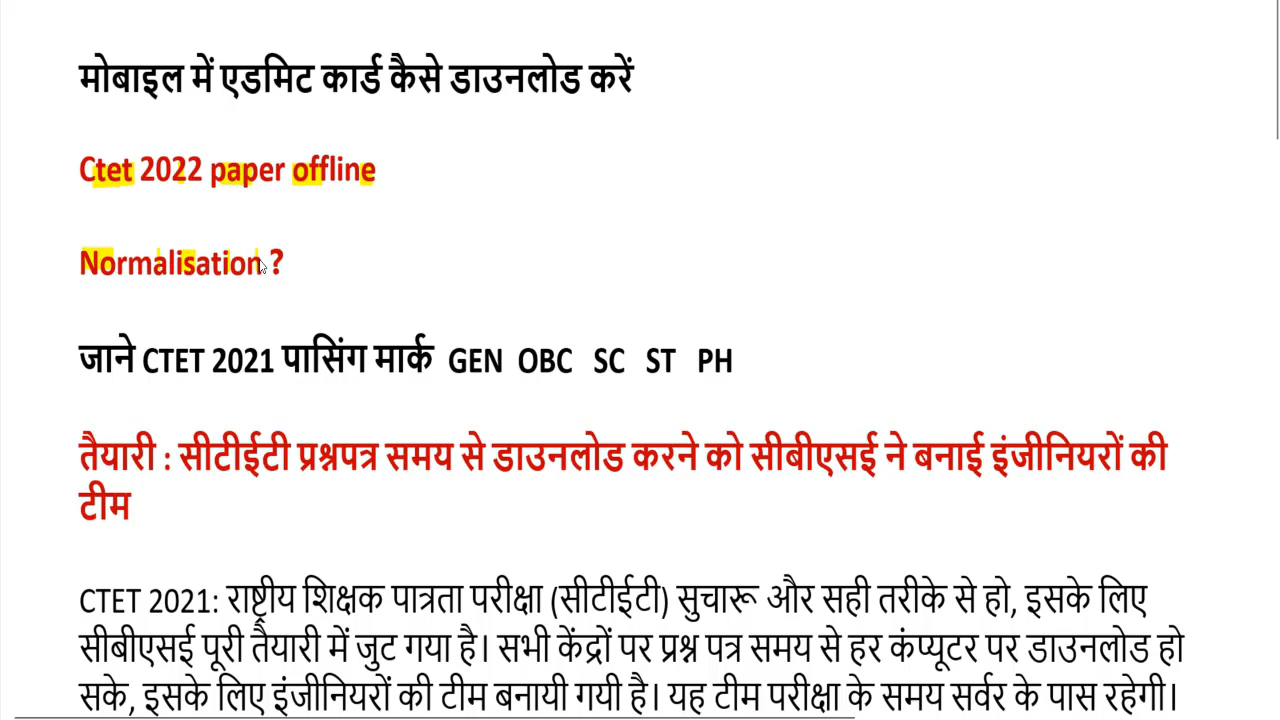 मोबाइल में एडमिट कार्ड कैसे डाउनलोड करें
Ctet 2022 paper offline
Normalisation ?
जाने CTET 2021 पासिंग मार्क GEN OBC SC ST PH
तैयारी : सीटीईटी प्रश्नपत्र समय से डाउनलोड करने को सीबीएसई ने बनाई इंजीनियरों की
टीम
CTET 2021: राष्ट्रीय शिक्षक पात्रता परीक्षा (सीटीईटी) सुचारू और सही तरीके से हो, इसके लिए
सीबीएसई पूरी तैयारी में जुट गया है। सभी केंद्रों पर प्रश्न पत्र समय से हर कंप्यूटर पर डाउनलोड हो
सके, इसके लिए इंजीनियरों की टीम बनायी गयी है। यह टीम परीक्षा के समय सर्वर के पास रहेगी।